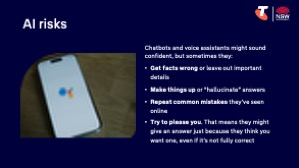 AI risks
NSW
Chatbots and voice assistants might sound
confident, but sometimes they:
• Get facts wrong or leave out important
details
• Make things up or "hallucinate" answers
• Repeat common mistakes they've seen
online
• Try to please you. That means they might
give an answer just because they think you
want one, even if it's not fully correct